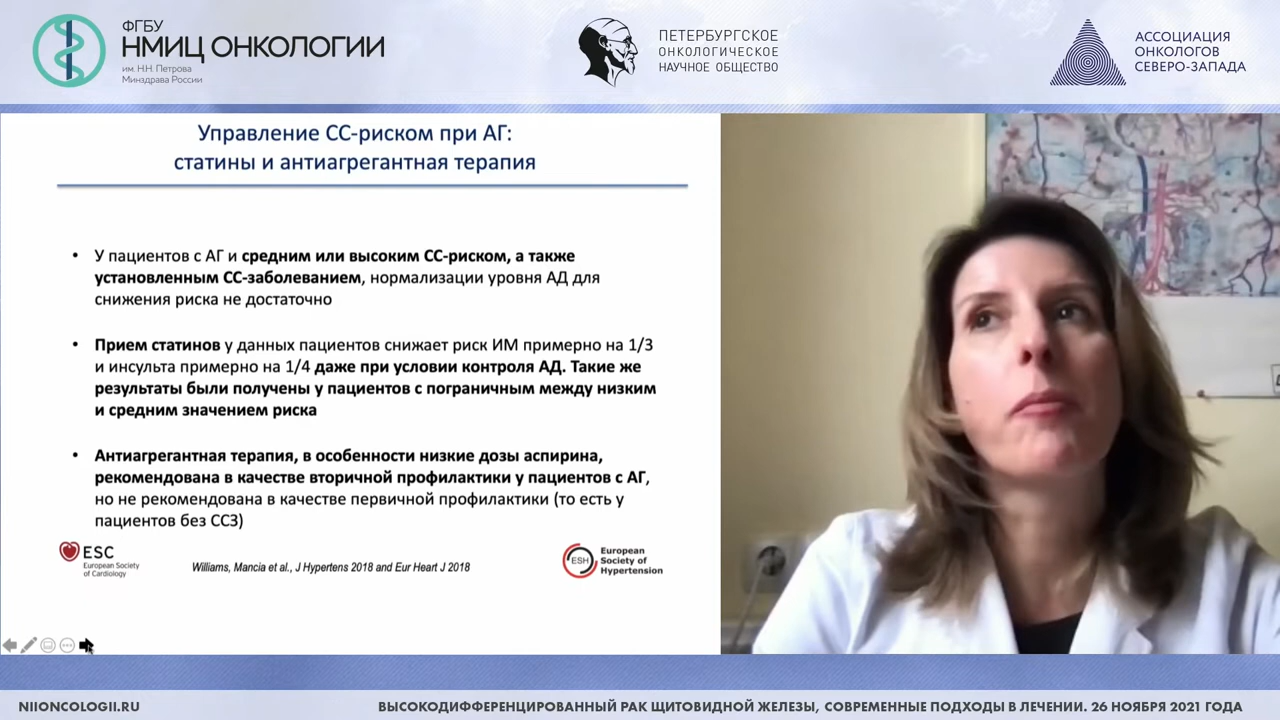 ФГБУ
НМИЦ ОНКОЛОГИИ
им. Н.Н. Петрова
Минздрава России
ПЕТЕРБУРГСКОЕ
ОНКОЛОГИЧЕСКОЕ
НАУЧНОЕ ОБЩЕСТВО
АССОЦИАЦИЯ
ОНКОЛОГОВ
СЕВЕРО-ЗАПАДА
Управление СС-риском при АГ:
статины и антиагрегантная терапия
• У пациентов с АГ и средним или высоким СС-риском, а также
установленным СС-заболеванием, нормализации уровня АД для
снижения риска не достаточно
• Прием статинов у данных пациентов снижает риск ИМ примерно на 1/3
и инсульта примерно на 1/4 даже при условии контроля АД. Такие же
результаты были получены у пациентов с пограничным между низким
и средним значением риска
• Антиагрегантная терапия, в особенности низкие дозы аспирина,
рекомендована в качестве вторичной профилактики у пациентов с АГ,
но не рекомендована в качестве первичной профилактики (то есть у
пациентов без ССЗ)
ESC
European Society
of Cardiology
Williams, Mancia et al., J Hypertens 2018 and Eur Heart J 2018
ESH
European
Society of
Hypertension
NIIONCOLOGII.RU
ВЫСОКОДИФФЕРЕНЦИРОВАННЫЙ РАК ЩИТОВИДНОЙ ЖЕЛЕЗЫ, СОВРЕМЕННЫЕ ПОДХОДЫ В ЛЕЧЕНИИ. 26 НОЯБРЯ 2021 ГОДА